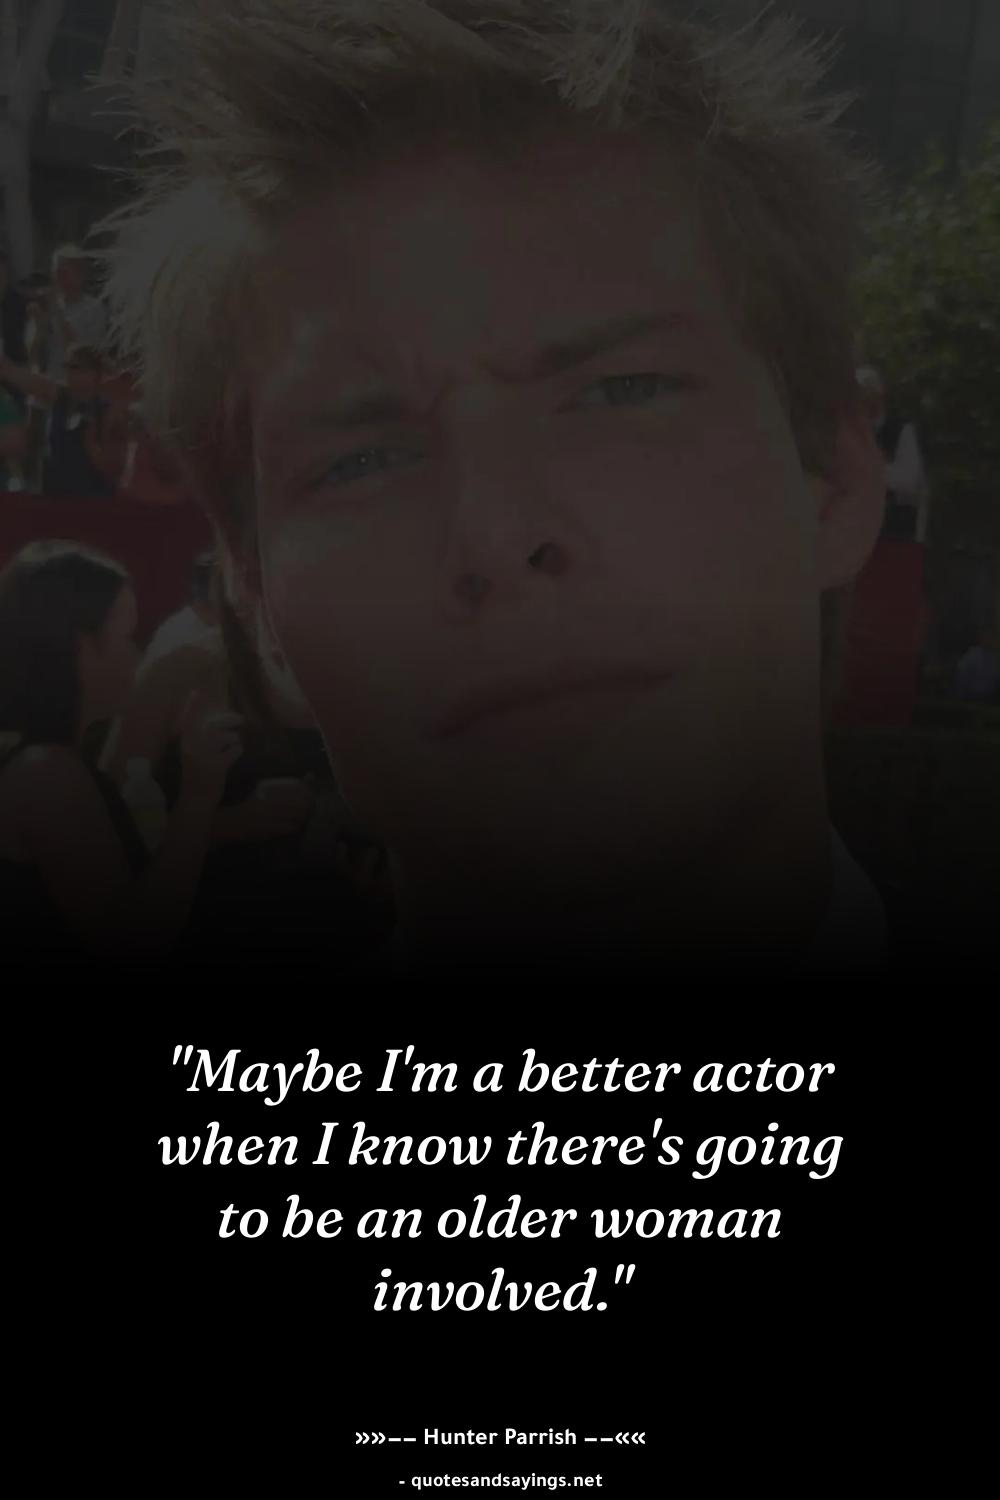 "Maybe I'm a better actor
when I know there's going
to be an older woman
involved."
»»—— Hunter Parrish ——««
- quotesandsayings.net